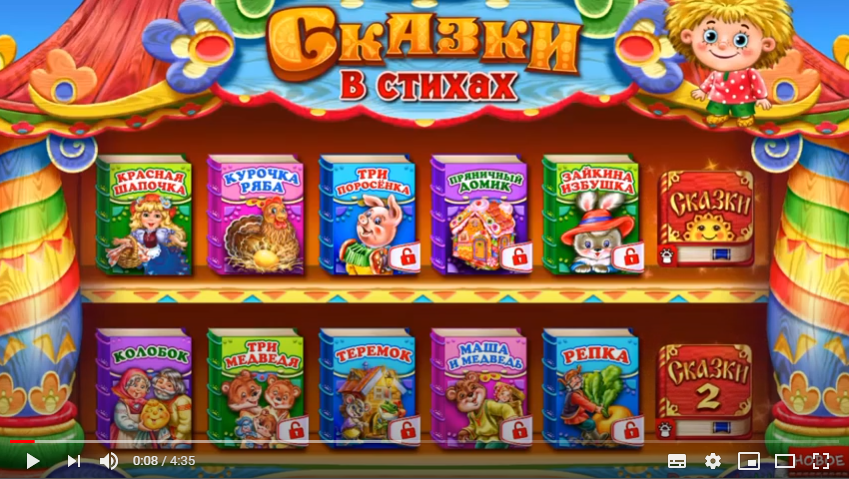 СКАЗКИ
В СТИХАХ
КРАСНАЯ
ШАПОЧКА
КУРОЧКА
РЯБА
ТРИ
ПОРОСЁНКА
ПРЯНИЧНЫЙ
ДОМИК
ЗАЙКИНА
ИЗБУШКА
СКАЗКИ
КОЛОБОК
ТРИ
МЕДВЕДЯ
ТЕРЕМОК
МАША
И МЕДВЕДЬ
РЕПКА
СКАЗКИ
2
0:08 / 4:35
НОВОЕ